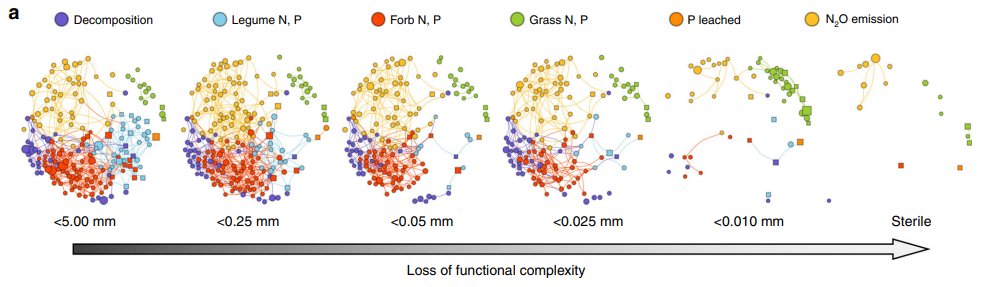 a
Decomposition Legume N, P Forb N, P Grass N, P P leached N₂O emission
<5.00 mm <0.25 mm <0.05 mm <0.025 mm <0.010 mm Sterile
Loss of functional complexity